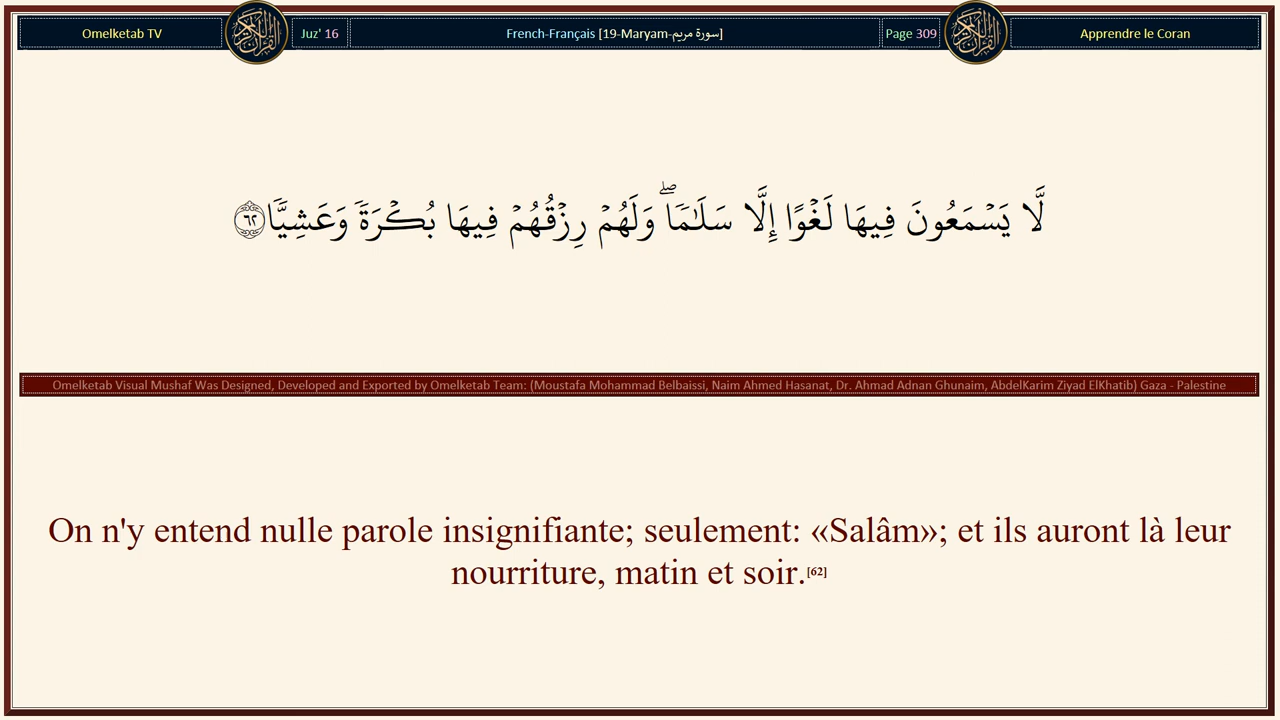 Omelketab TV
Juz' 16
French-Français [19-Maryam-سورة مريم]
Page 309
Apprendre le Coran
لَّا يَسۡمَعُونَ فِيهَا لَغۡوًا إِلَّا سَلَٰمٗاۖ وَلَهُمۡ رِزۡقُهُمۡ فِيهَا بُكۡرَةٗ وَعَشِيّٗا ٦٢
Omelketab Visual Mushaf Was Designed, Developed and Exported by Omelketab Team: (Moustafa Mohammad Belbaissi, Naim Ahmed Hasanat, Dr. Ahmad Adnan Ghunaim, AbdelKarim Ziyad ElKhatib) Gaza - Palestine
On n'y entend nulle parole insignifiante; seulement: «Salâm»; et ils auront là leur
nourriture, matin et soir.[62]